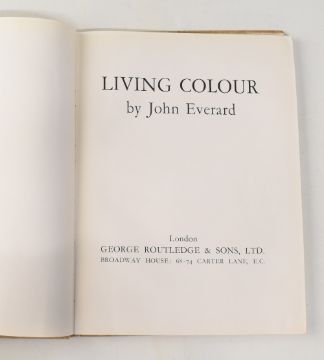 LIVING COLOUR
by John Everard
London
GEORGE ROUTLEDGE & SONS, LTD.
BROADWAY HOUSE: 68-74 CARTER LANE, E.C.